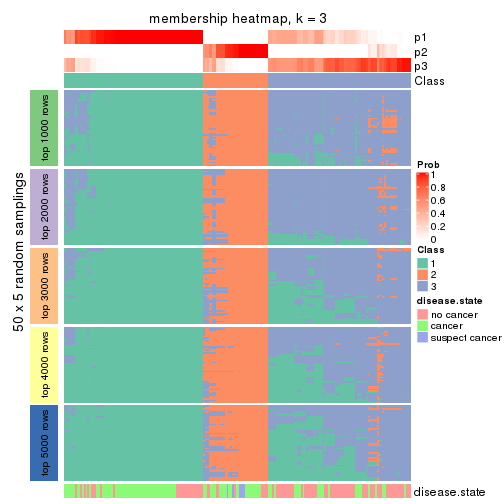 membership heatmap, k = 3
p1
p2
p3
Class
50 x 5 random samplings
top 1000 rows
top 2000 rows
top 3000 rows
top 4000 rows
top 5000 rows
Prob
1
0.8
0.6
0.4
0.2
0
Class
1
2
3
disease.state
no cancer
cancer
suspect cancer
disease.state